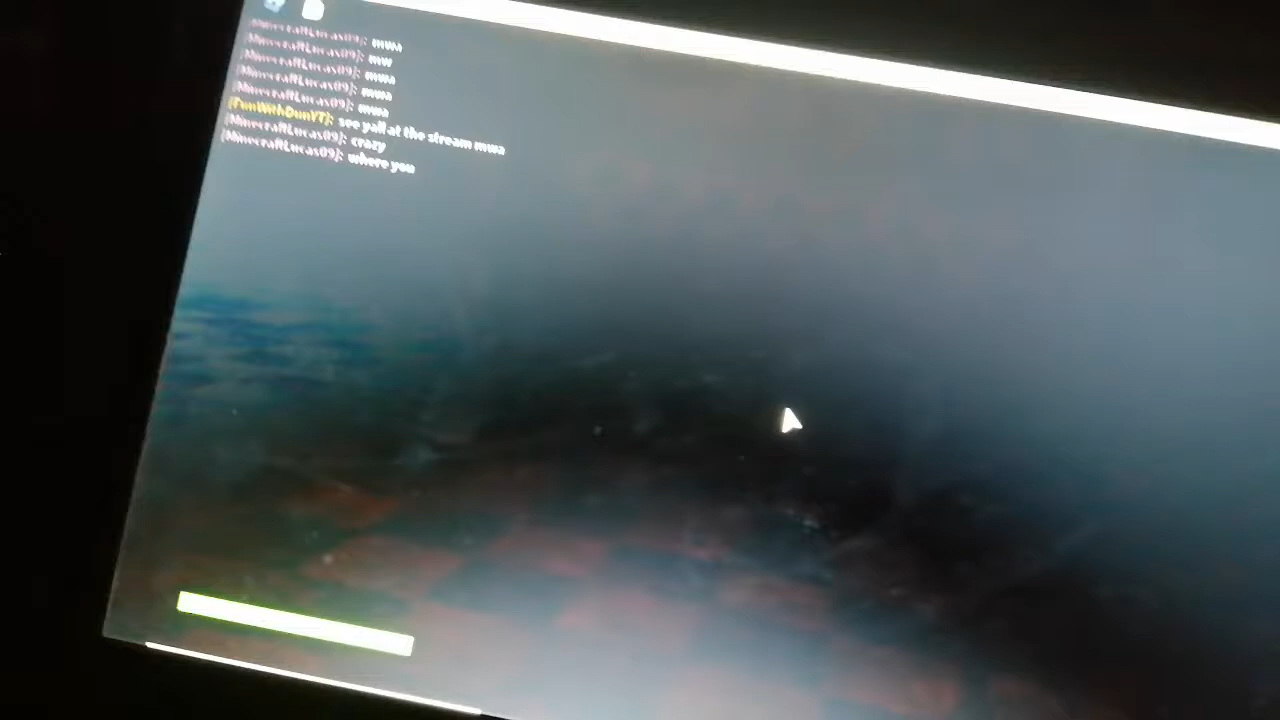 [MinecraftLucas09]: mwa
[MinecraftLucas09]: mw
[MinecraftLucas09]: mwa
[MinecraftLucas09]: mwa
[MinecraftLucas09]: mwa
[FunWithDunYT]: see yall at the stream mwa
[MinecraftLucas09]: crazy
[MinecraftLucas09]: where you